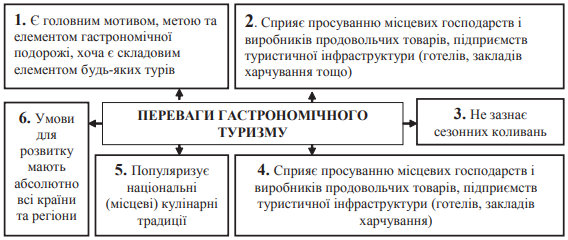 1. Є головним мотивом, метою та
елементом гастрономічної
подорожі, хоча є складовим
елементом будь-яких турів
2. Сприяє просуванню місцевих господарств і
виробників продовольчих товарів, підприємств
туристичної інфраструктури (готелів, закладів
харчування тощо)
ПЕРЕВАГИ ГАСТРОНОМІЧНОГО
ТУРИЗМУ
3. Не зазнає
сезонних коливань
6. Умови
для
розвитку
мають
абсолютно
всі країни
та регіони
5. Популяризує
національні
(місцеві) кулінарні
традиції
4. Сприяє просуванню місцевих господарств і
виробників продовольчих товарів, підприємств
туристичної інфраструктури (готелів, закладів
харчування)